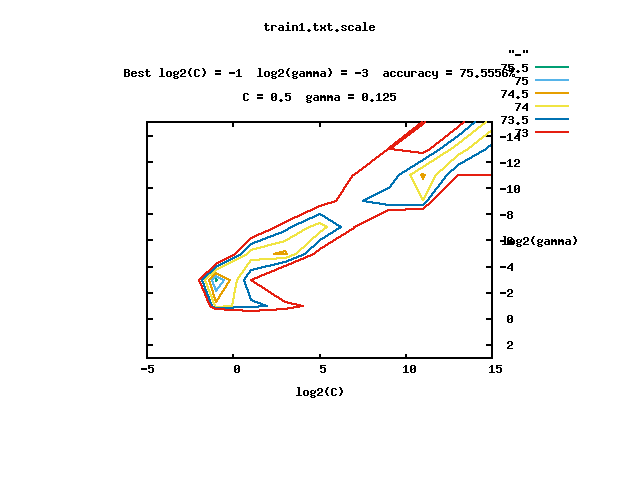 train1.txt.scale
"-"
Best log2(C) = -1 log2(gamma) = -3 accuracy = 75.5556%
75.5
75
C = 0.5 gamma = 0.125
74.5
74
73.5
73
-14
-12
-10
-8
-6
log2(gamma)
-4
-2
0
2
-5 0 5 10 15
log2(C)